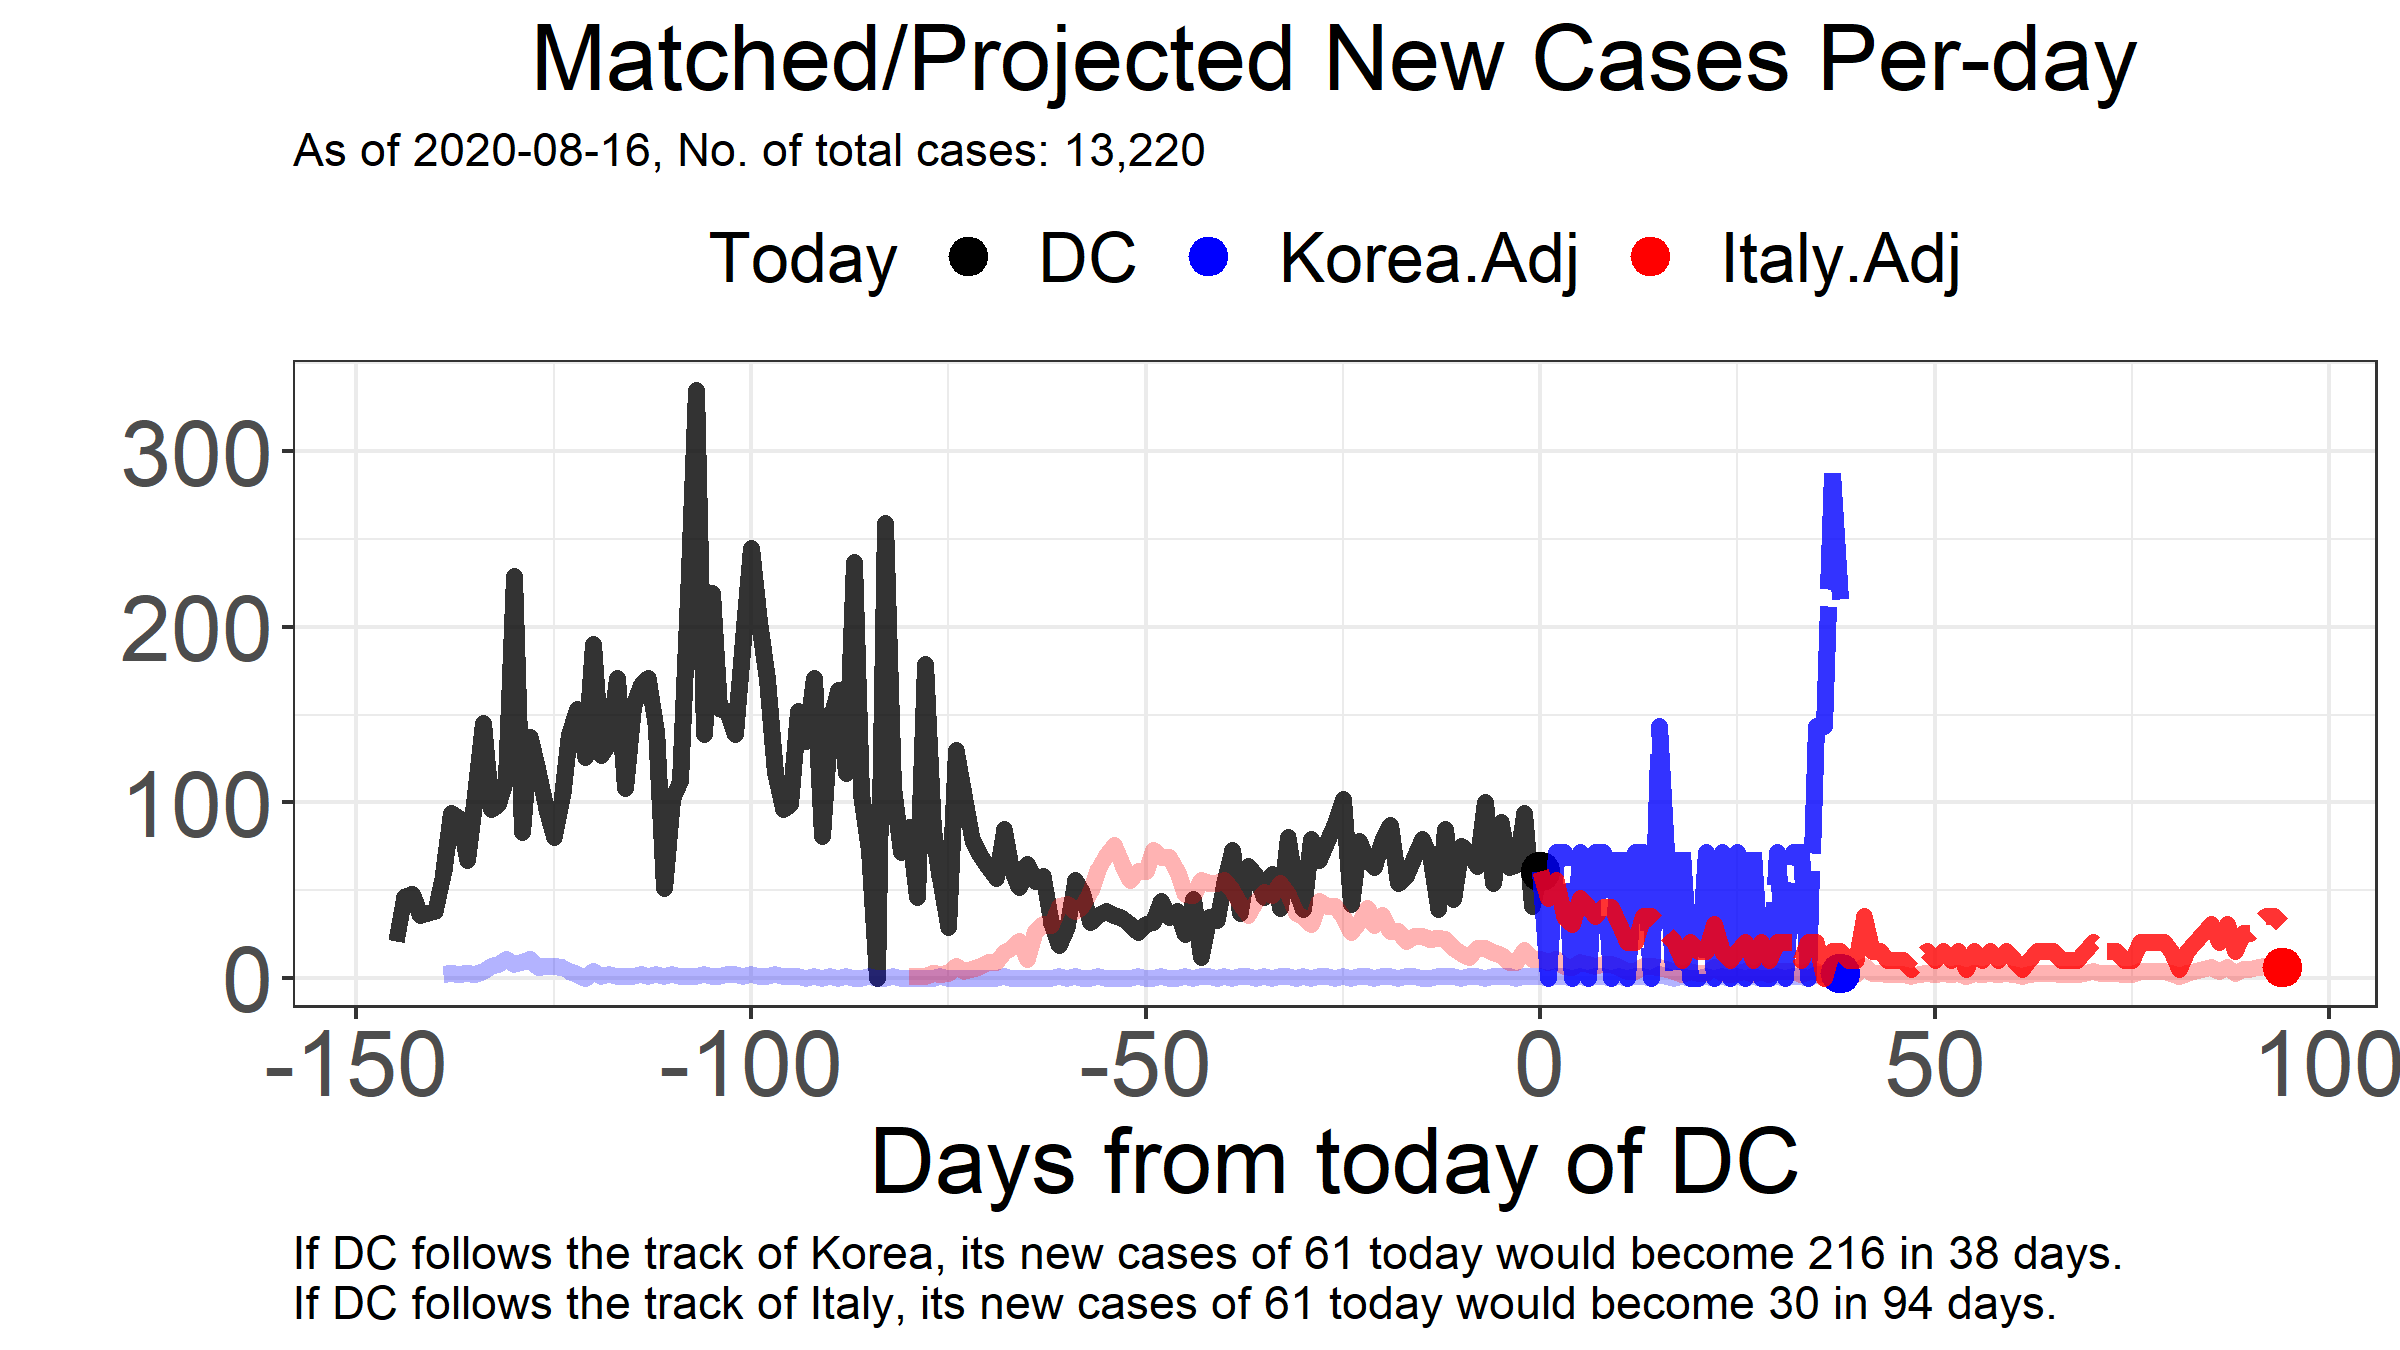 Matched/Projected New Cases Per-day
As of 2020-08-16, No. of total cases: 13,220
Today DC Korea.Adj Italy.Adj
300
200
100
0
-150 -100 -50 0 50 100
Days from today of DC
If DC follows the track of Korea, its new cases of 61 today would become 216 in 38 days.
If DC follows the track of Italy, its new cases of 61 today would become 30 in 94 days.